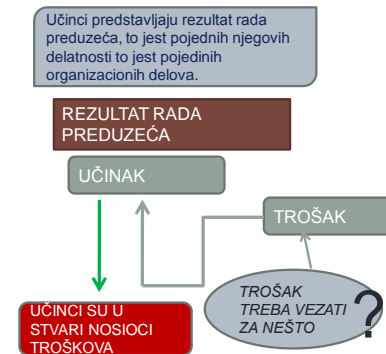 Učinci predstavljaju rezultat rada
preduzeća, to jest pojednih njegovih
delatnosti to jest pojedinih
organizacionih delova.
REZULTAT RADA
PREDUZEĆA
UČINAK
TROŠAK
TROŠAK
TREBA VEZATI
ZA NEŠTO
?
UČINCI SU U
STVARI NOSIOCI
TROŠKOVA